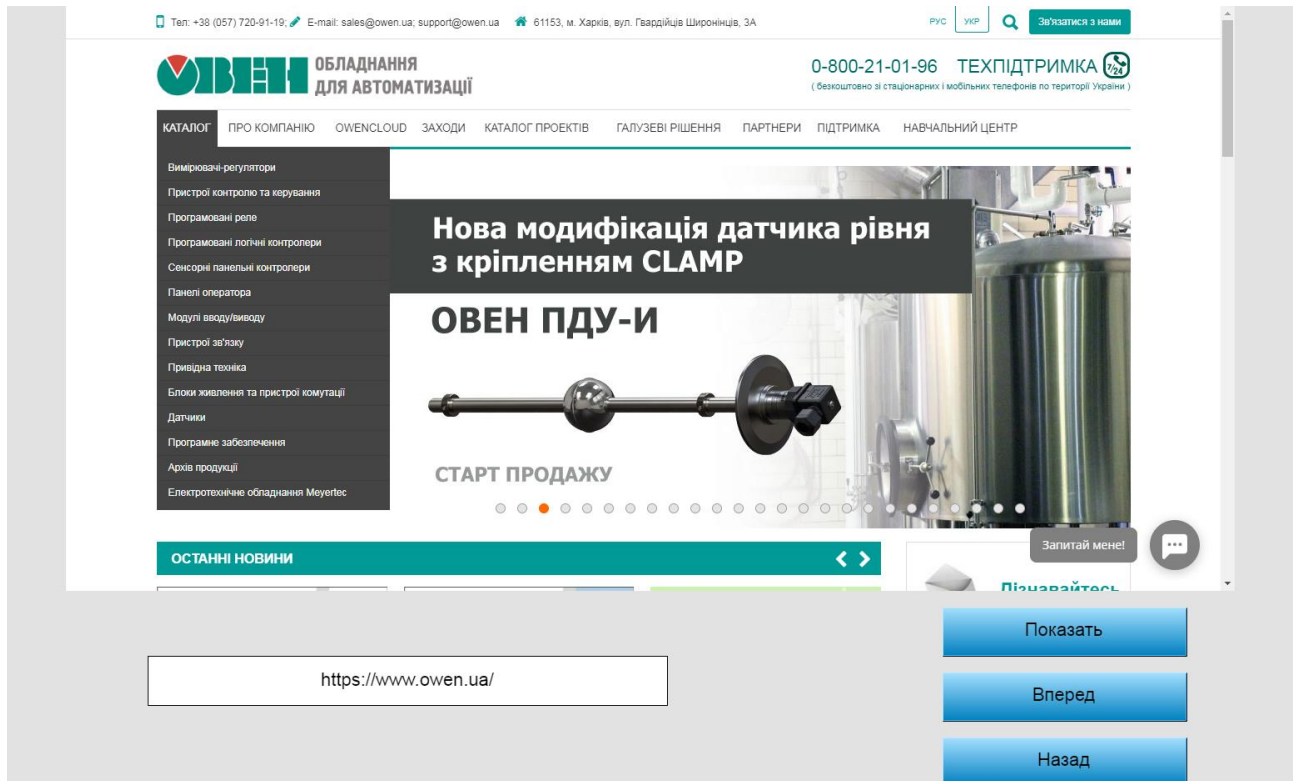 Тел: +38 (057) 720-91-19; E-mail: sales@owen.ua; support@owen.ua 61153, м. Харків, вул. Гвардійців Широнінців, 3А РУС УКР Зв'язатися з нами
ОВЕН ОБЛАДНАННЯ
ДЛЯ АВТОМАТИЗАЦІЇ
0-800-21-01-96 ТЕХПІДТРИМКА 7/24
( безкоштовно зі стаціонарних і мобільних телефонів по території України )
КАТАЛОГ ПРО КОМПАНІЮ OWENCLOUD ЗАХОДИ КАТАЛОГ ПРОЕКТІВ ГАЛУЗЕВІ РІШЕННЯ ПАРТНЕРИ ПІДТРИМКА НАВЧАЛЬНИЙ ЦЕНТР
Вимірювачі-регулятори
Пристрої контролю та керування
Програмовані реле
Програмовані логічні контролери
Сенсорні панельні контролери
Панелі оператора
Модулі вводу/виводу
Пристрої зв'язку
Привідна техніка
Блоки живлення та пристрої комутації
Датчики
Програмне забезпечення
Архів продукції
Електротехнічне обладнання Meyertec
Нова модифікація датчика рівня
з кріпленням CLAMP
ОВЕН ПДУ-И
СТАРТ ПРОДАЖУ
ОСТАННІ НОВИНИ
Запитай мене!
Дізнавайтесь
Показать
https://www.owen.ua/
Вперед
Назад